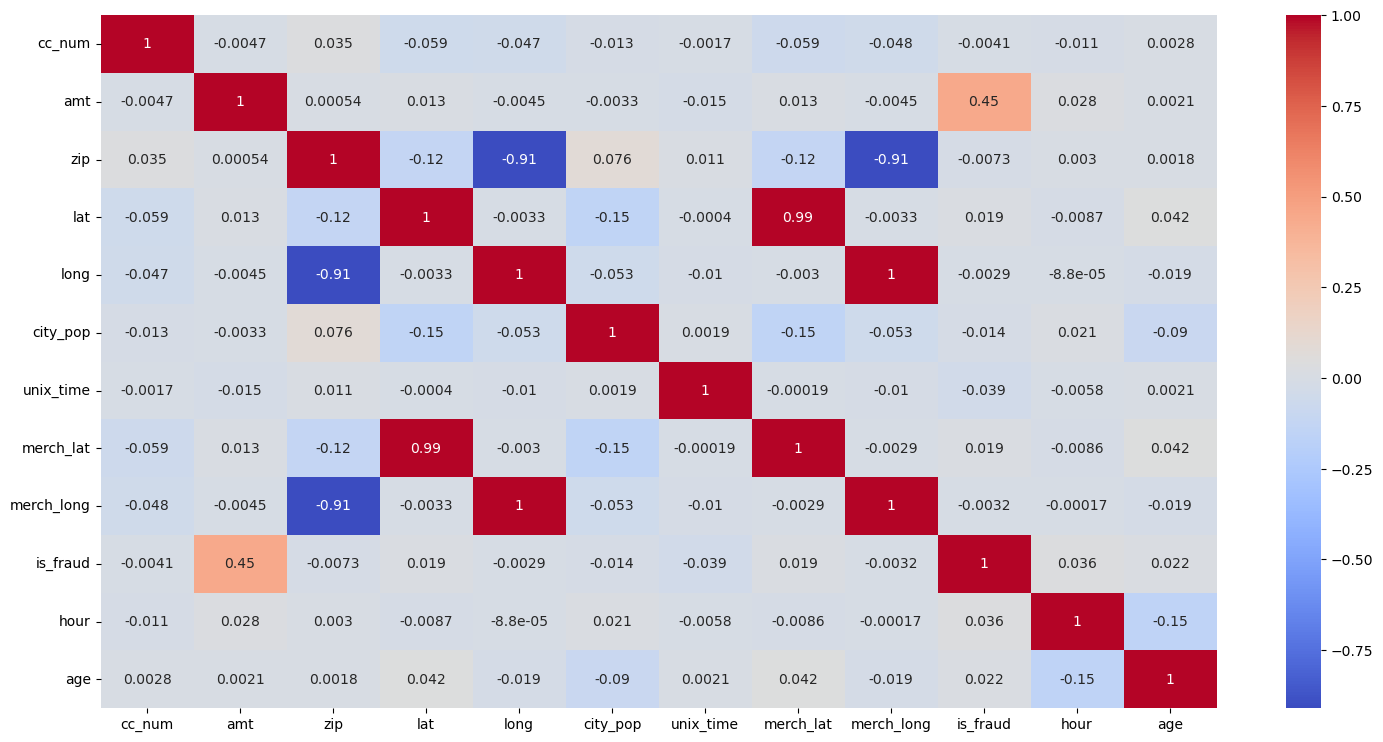 cc_num 1 -0.0047 0.035 -0.059 -0.047 -0.013 -0.0017 -0.059 -0.048 -0.0041 -0.011 0.0028
amt -0.0047 1 0.00054 0.013 -0.0045 -0.0033 -0.015 0.013 -0.0045 0.45 0.028 0.0021
zip 0.035 0.00054 1 -0.12 -0.91 0.076 0.011 -0.12 -0.91 -0.0073 0.003 0.0018
lat -0.059 0.013 -0.12 1 -0.0033 -0.15 -0.0004 0.99 -0.0033 0.019 -0.0087 0.042
long -0.047 -0.0045 -0.91 -0.0033 1 -0.053 -0.01 -0.003 1 -0.0029 -8.8e-05 -0.019
city_pop -0.013 -0.0033 0.076 -0.15 -0.053 1 0.0019 -0.15 -0.053 -0.014 0.021 -0.09
unix_time -0.0017 -0.015 0.011 -0.0004 -0.01 0.0019 1 -0.00019 -0.01 -0.039 -0.0058 0.0021
merch_lat -0.059 0.013 -0.12 0.99 -0.003 -0.15 -0.00019 1 -0.0029 0.019 -0.0086 0.042
merch_long -0.048 -0.0045 -0.91 -0.0033 1 -0.053 -0.01 -0.0029 1 -0.0032 -0.00017 -0.019
is_fraud -0.0041 0.45 -0.0073 0.019 -0.0029 -0.014 -0.039 0.019 -0.0032 1 0.036 0.022
hour -0.011 0.028 0.003 -0.0087 -8.8e-05 0.021 -0.0058 -0.0086 -0.00017 0.036 1 -0.15
age 0.0028 0.0021 0.0018 0.042 -0.019 -0.09 0.0021 0.042 -0.019 0.022 -0.15 1
cc_num amt zip lat long city_pop unix_time merch_lat merch_long is_fraud hour age
1.00
0.75
0.50
0.25
0.00
−0.25
−0.50
−0.75